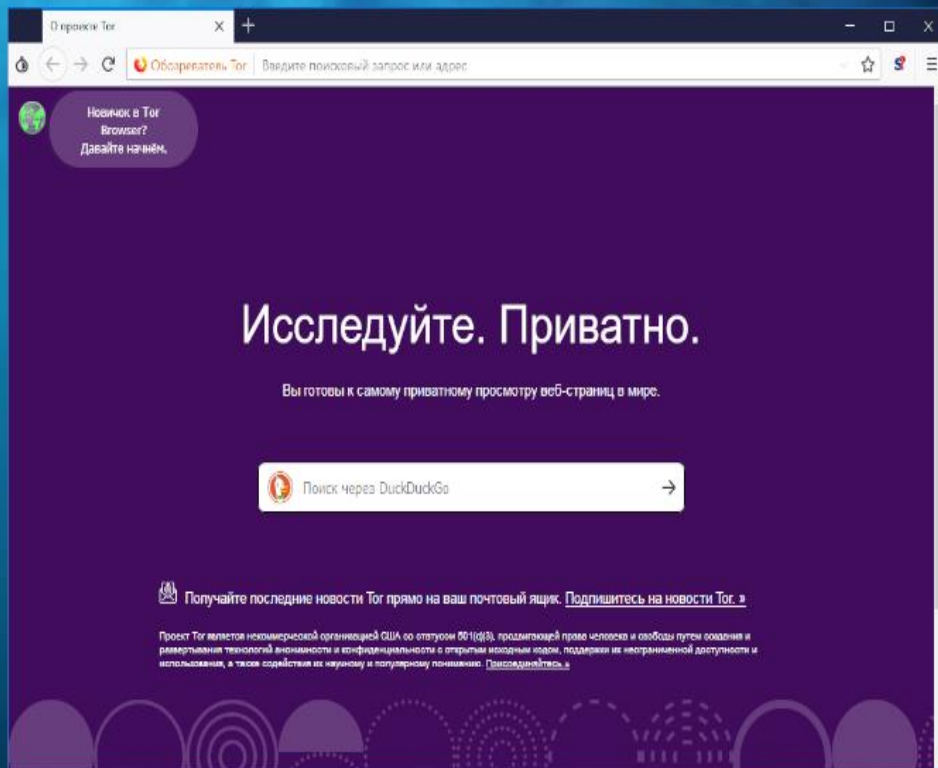 О проекте Tor
Обозреватель Tor
Введите поисковый запрос или адрес
Новичок в Tor
Browser?
Давайте начнём.
Исследуйте. Приватно.
Вы готовы к самому приватному просмотру веб-страниц в мире.
Поиск через DuckDuckGo
Получайте последние новости Tor прямо на ваш почтовый ящик. Подпишитесь на новости Tor. »
Проект Tor является некоммерческой организацией США со статусом 501(c)(3), продвигающей права человека и свободы путем создания и
развертывания технологий анонимности и конфиденциальности с открытым исходным кодом, поддержки их неограниченной доступности и
использования, а также содействия их научному и популярному пониманию. Присоединяйтесь »